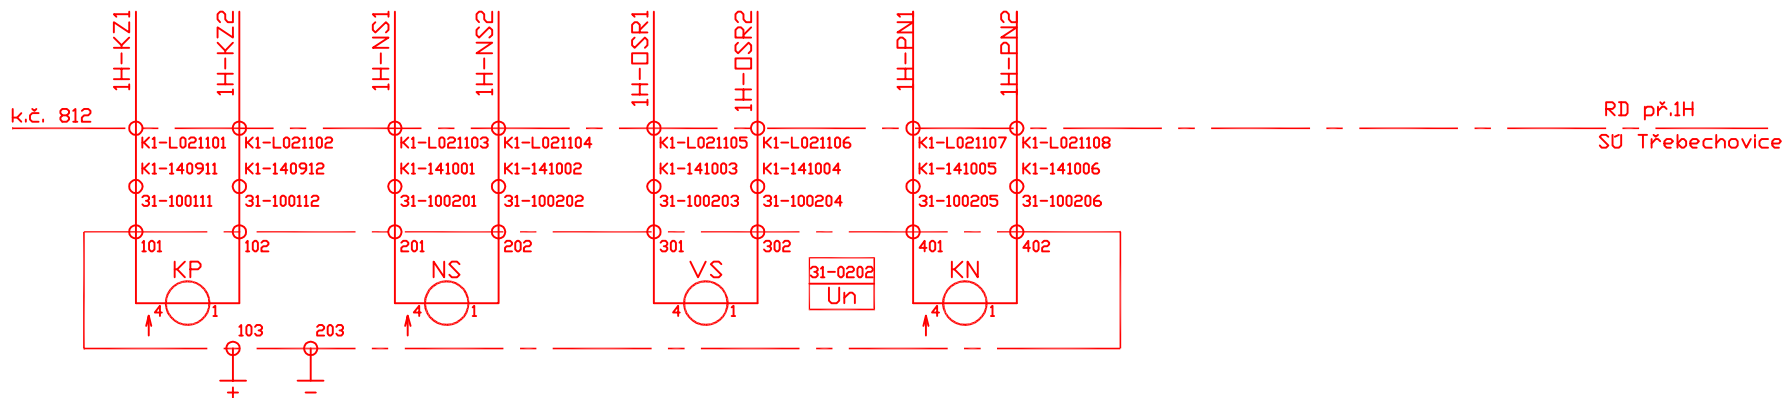 1H-KZ1
1H-KZ2
1H-NS1
1H-NS2
1H-OSR1
1H-OSR2
1H-PN1
1H-PN2
k.č. 812
RD př.1H
SÚ Třebechovice
K1-L021101
K1-L021102
K1-L021103
K1-L021104
K1-L021105
K1-L021106
K1-L021107
K1-L021108
K1-140911
K1-140912
K1-141001
K1-141002
K1-141003
K1-141004
K1-141005
K1-141006
31-100111
31-100112
31-100201
31-100202
31-100203
31-100204
31-100205
31-100206
101
102
201
202
301
302
401
402
KP
NS
VS
31-0202
KN
Un
4
1
4
1
4
1
4
1
103
203
+
-